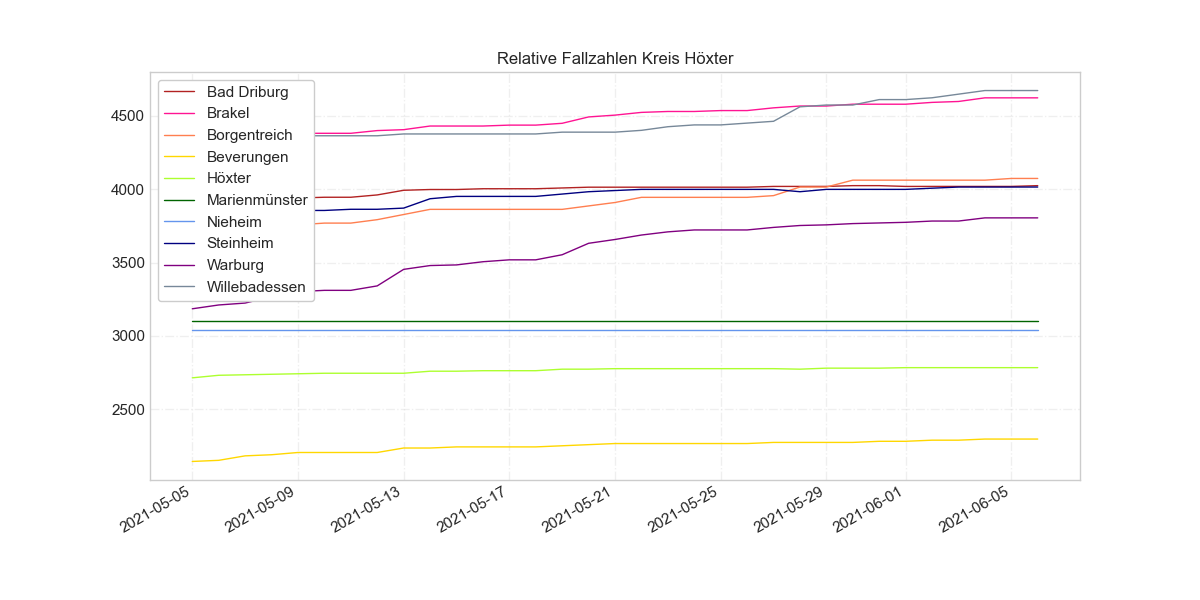 Relative Fallzahlen Kreis Höxter
Bad Driburg
Brakel
Borgentreich
Beverungen
Höxter
Marienmünster
Nieheim
Steinheim
Warburg
Willebadessen
4500
4000
3500
3000
2500
2021-05-05
2021-05-09
2021-05-13
2021-05-17
2021-05-21
2021-05-25
2021-05-29
2021-06-01
2021-06-05